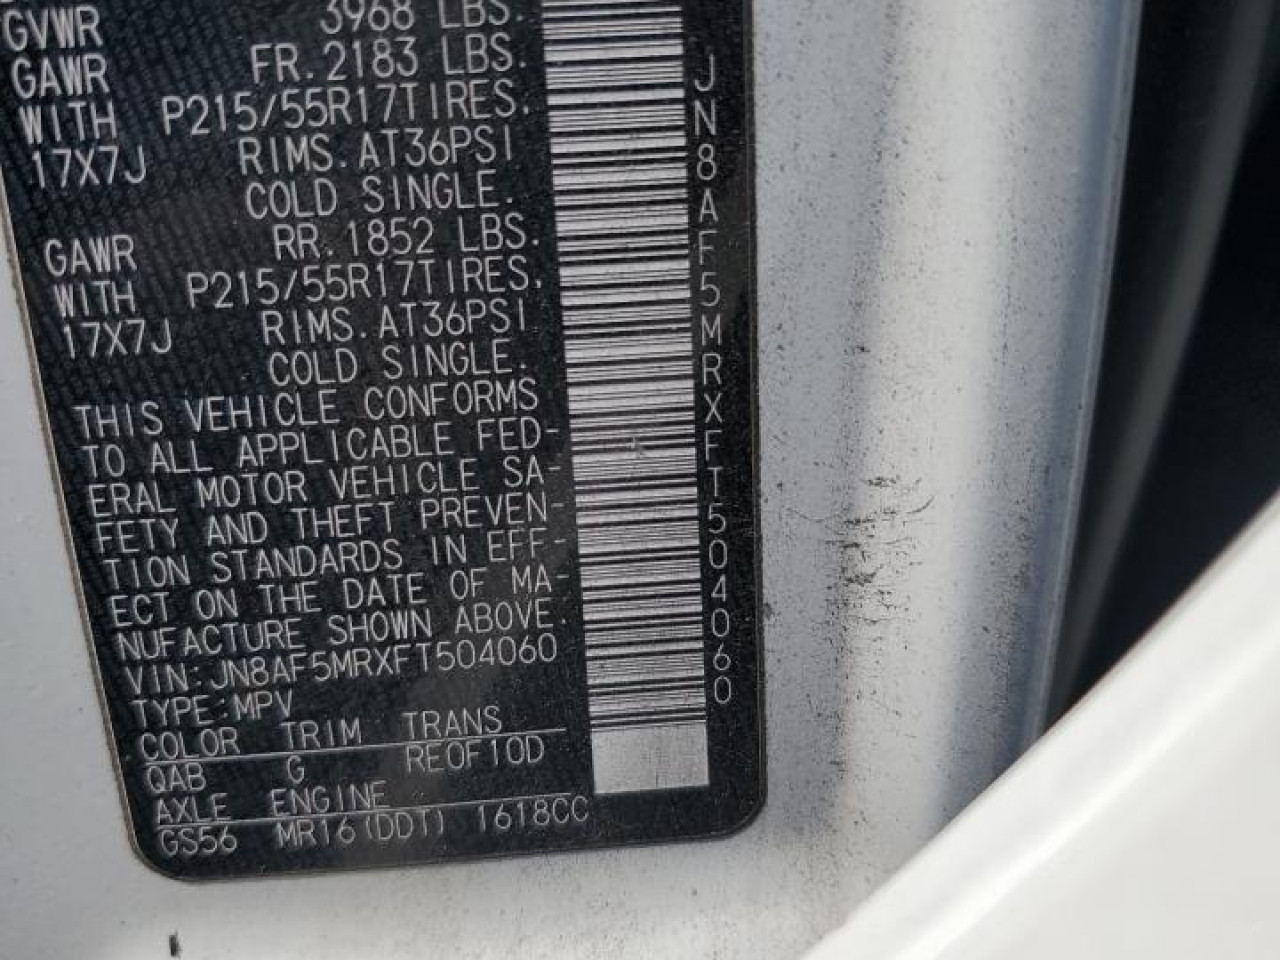 GVWR 3968 LBS.
GAWR FR. 2183 LBS.
WITH P215/55R17TIRES.
17X7J RIMS. AT36PSI
COLD SINGLE.
GAWR RR. 1852 LBS.
WITH P215/55R17TIRES.
17X7J RIMS. AT36PSI
COLD SINGLE.
THIS VEHICLE CONFORMS
TO ALL APPLICABLE FED-
ERAL MOTOR VEHICLE SA-
FETY AND THEFT PREVEN-
TION STANDARDS IN EFF-
ECT ON THE DATE OF MA-
NUFACTURE SHOWN ABOVE.
VIN:JN8AF5MRXFT504060
TYPE:MPV
COLOR TRIM TRANS
QAB G RE0F10D
AXLE ENGINE
GS56 MR16(DDT) 1618CC
JN8AF5MRXFT504060